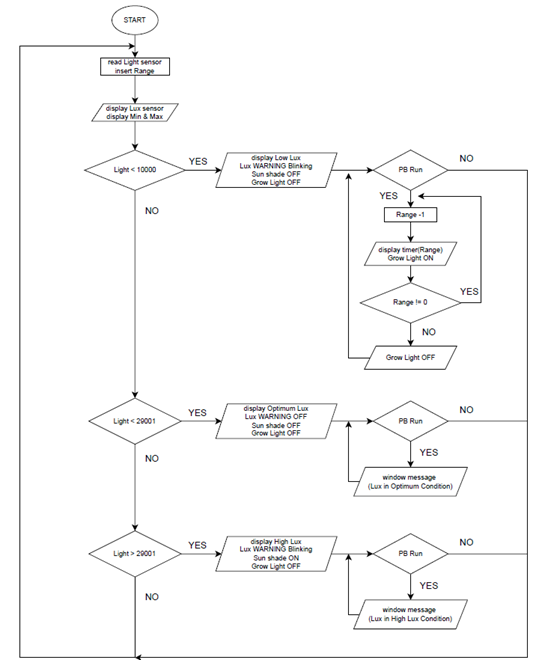 START
read Light sensor
insert Range
display Lux sensor
display Min & Max
Light < 10000
YES
NO
display Low Lux
Lux WARNING Blinking
Sun shade OFF
Grow Light OFF
PB Run
NO
YES
Range -1
display timer(Range)
Grow Light ON
Range != 0
YES
NO
Grow Light OFF
Light < 29001
YES
NO
display Optimum Lux
Lux WARNING OFF
Sun shade OFF
Grow Light OFF
PB Run
NO
YES
window message
(Lux in Optimum Condition)
Light > 29001
YES
NO
display High Lux
Lux WARNING Blinking
Sun shade ON
Grow Light OFF
PB Run
NO
YES
window message
(Lux in High Lux Condition)